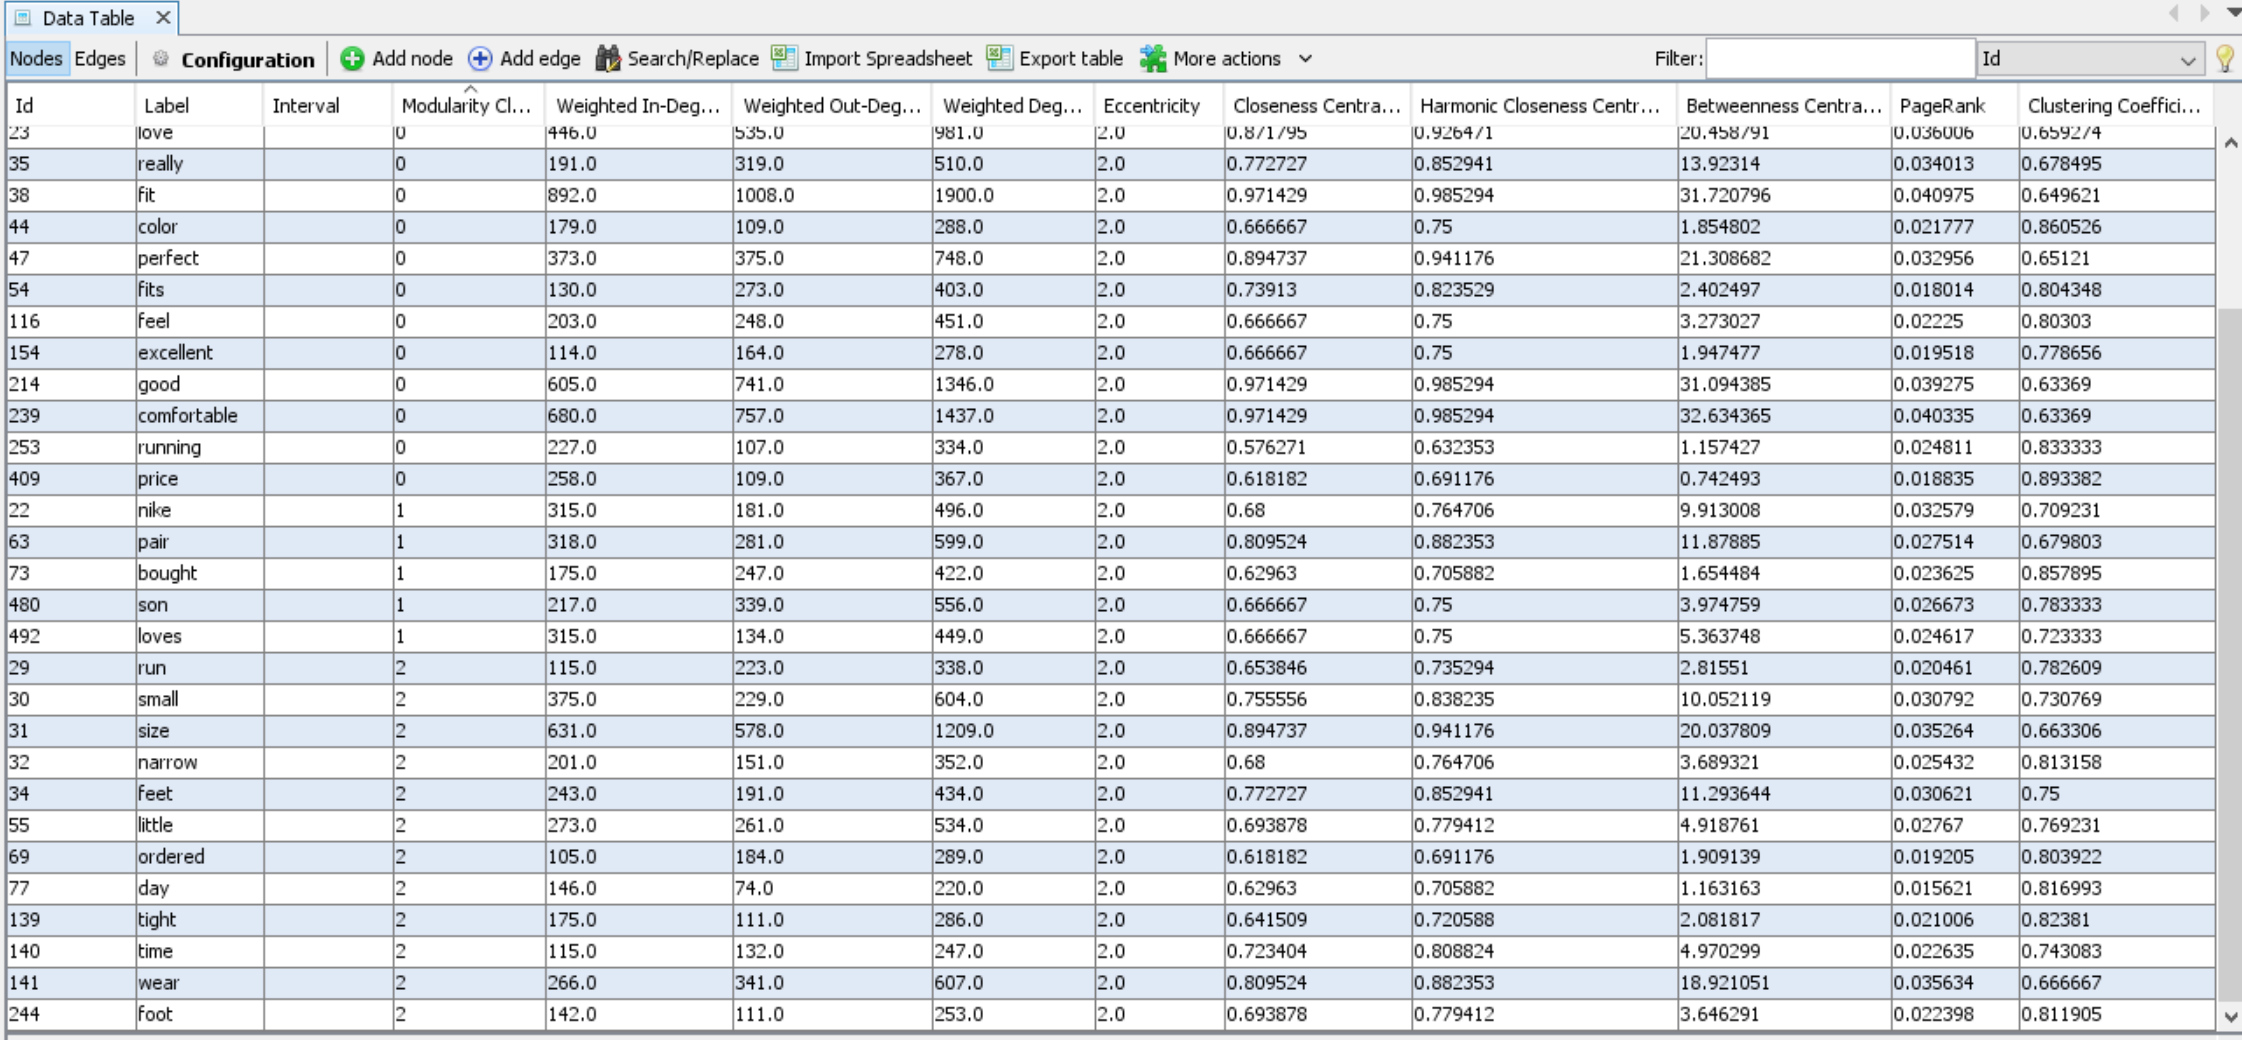 Data Table
Nodes Edges Configuration Add node Add edge Search/Replace Import Spreadsheet Export table More actions Filter: Id
Id Label Interval Modularity Cl... Weighted In-Deg... Weighted Out-Deg... Weighted Deg... Eccentricity Closeness Centra... Harmonic Closeness Centr... Betweenness Centra... PageRank Clustering Coeffici...
23 love 0 446.0 535.0 981.0 2.0 0.871795 0.926471 20.458791 0.036006 0.659274
35 really 0 191.0 319.0 510.0 2.0 0.772727 0.852941 13.92314 0.034013 0.678495
38 fit 0 892.0 1008.0 1900.0 2.0 0.971429 0.985294 31.720796 0.040975 0.649621
44 color 0 179.0 109.0 288.0 2.0 0.666667 0.75 1.854802 0.021777 0.860526
47 perfect 0 373.0 375.0 748.0 2.0 0.894737 0.941176 21.308682 0.032956 0.65121
54 fits 0 130.0 273.0 403.0 2.0 0.73913 0.823529 2.402497 0.018014 0.804348
116 feel 0 203.0 248.0 451.0 2.0 0.666667 0.75 3.273027 0.02225 0.80303
154 excellent 0 114.0 164.0 278.0 2.0 0.666667 0.75 1.947477 0.019518 0.778656
214 good 0 605.0 741.0 1346.0 2.0 0.971429 0.985294 31.094385 0.039275 0.63369
239 comfortable 0 680.0 757.0 1437.0 2.0 0.971429 0.985294 32.634365 0.040335 0.63369
253 running 0 227.0 107.0 334.0 2.0 0.576271 0.632353 1.157427 0.024811 0.833333
409 price 0 258.0 109.0 367.0 2.0 0.618182 0.691176 0.742493 0.018835 0.893382
22 nike 1 315.0 181.0 496.0 2.0 0.68 0.764706 9.913008 0.032579 0.709231
63 pair 1 318.0 281.0 599.0 2.0 0.809524 0.882353 11.87885 0.027514 0.679803
73 bought 1 175.0 247.0 422.0 2.0 0.62963 0.705882 1.654484 0.023625 0.857895
480 son 1 217.0 339.0 556.0 2.0 0.666667 0.75 3.974759 0.026673 0.783333
492 loves 1 315.0 134.0 449.0 2.0 0.666667 0.75 5.363748 0.024617 0.723333
29 run 2 115.0 223.0 338.0 2.0 0.653846 0.735294 2.81551 0.020461 0.782609
30 small 2 375.0 229.0 604.0 2.0 0.755556 0.838235 10.052119 0.030792 0.730769
31 size 2 631.0 578.0 1209.0 2.0 0.894737 0.941176 20.037809 0.035264 0.663306
32 narrow 2 201.0 151.0 352.0 2.0 0.68 0.764706 3.689321 0.025432 0.813158
34 feet 2 243.0 191.0 434.0 2.0 0.772727 0.852941 11.293644 0.030621 0.75
55 little 2 273.0 261.0 534.0 2.0 0.693878 0.779412 4.918761 0.02767 0.769231
69 ordered 2 105.0 184.0 289.0 2.0 0.618182 0.691176 1.909139 0.019205 0.803922
77 day 2 146.0 74.0 220.0 2.0 0.62963 0.705882 1.163163 0.015621 0.816993
139 tight 2 175.0 111.0 286.0 2.0 0.641509 0.720588 2.081817 0.021006 0.82381
140 time 2 115.0 132.0 247.0 2.0 0.723404 0.808824 4.970299 0.022635 0.743083
141 wear 2 266.0 341.0 607.0 2.0 0.809524 0.882353 18.921051 0.035634 0.666667
244 foot 2 142.0 111.0 253.0 2.0 0.693878 0.779412 3.646291 0.022398 0.811905